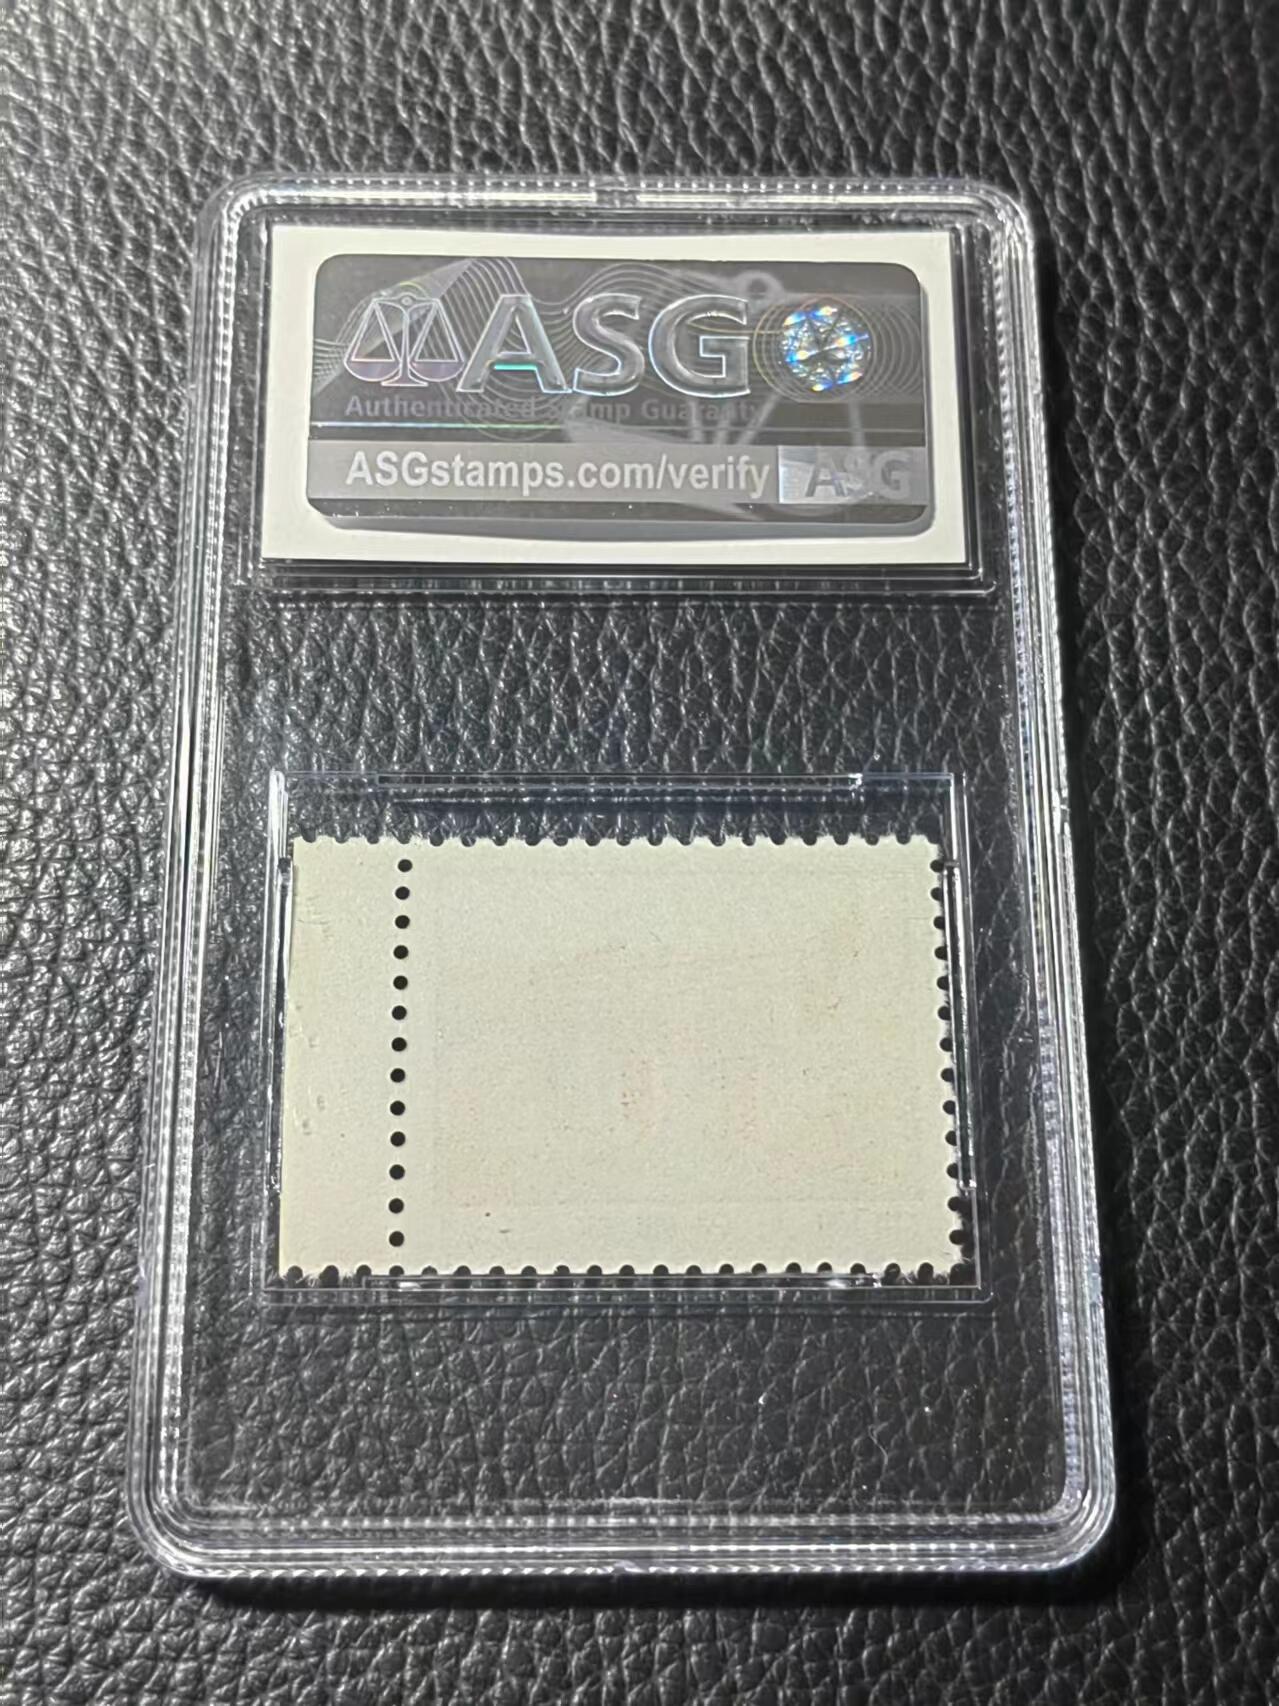 ASG
Authenticated Stamp Guaranty
ASGstamps.com/verify ASG